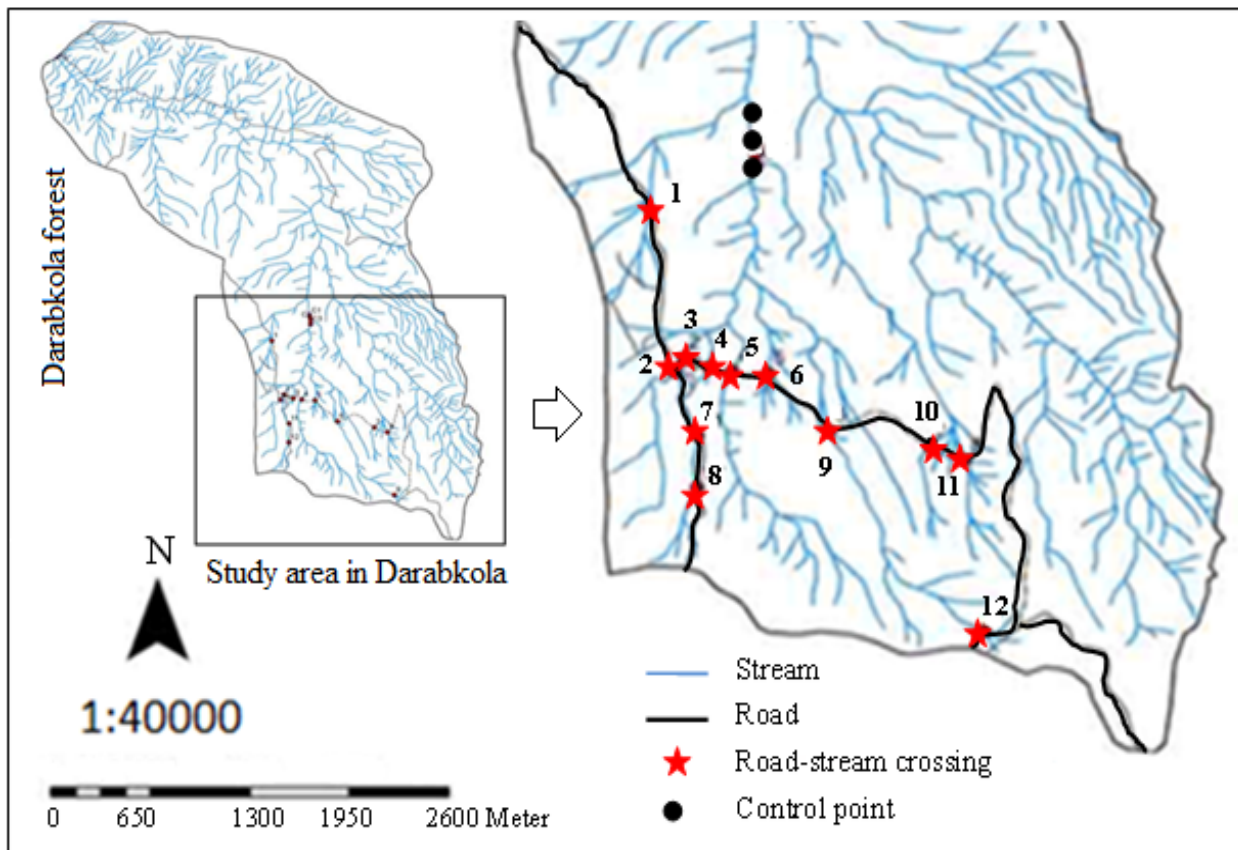 Darabkola forest
Study area in Darabkola
N
1:40000
0 650 1300 1950 2600 Meter
1
2
3
4
5
6
7
8
9
10
11
12
Stream
Road
Road-stream crossing
Control point